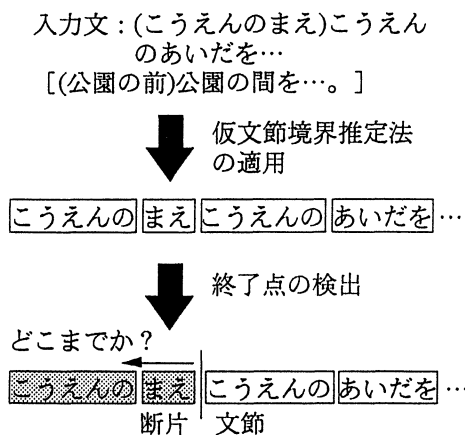 入力文：(こうえんのまえ)こうえん
のあいだを…
[(公園の前)公園の間を…。]
仮文節境界推定法
の適用
こうえんの まえ こうえんの あいだを …
終了点の検出
どこまでか？
こうえんの まえ こうえんの あいだを …
断片 文節